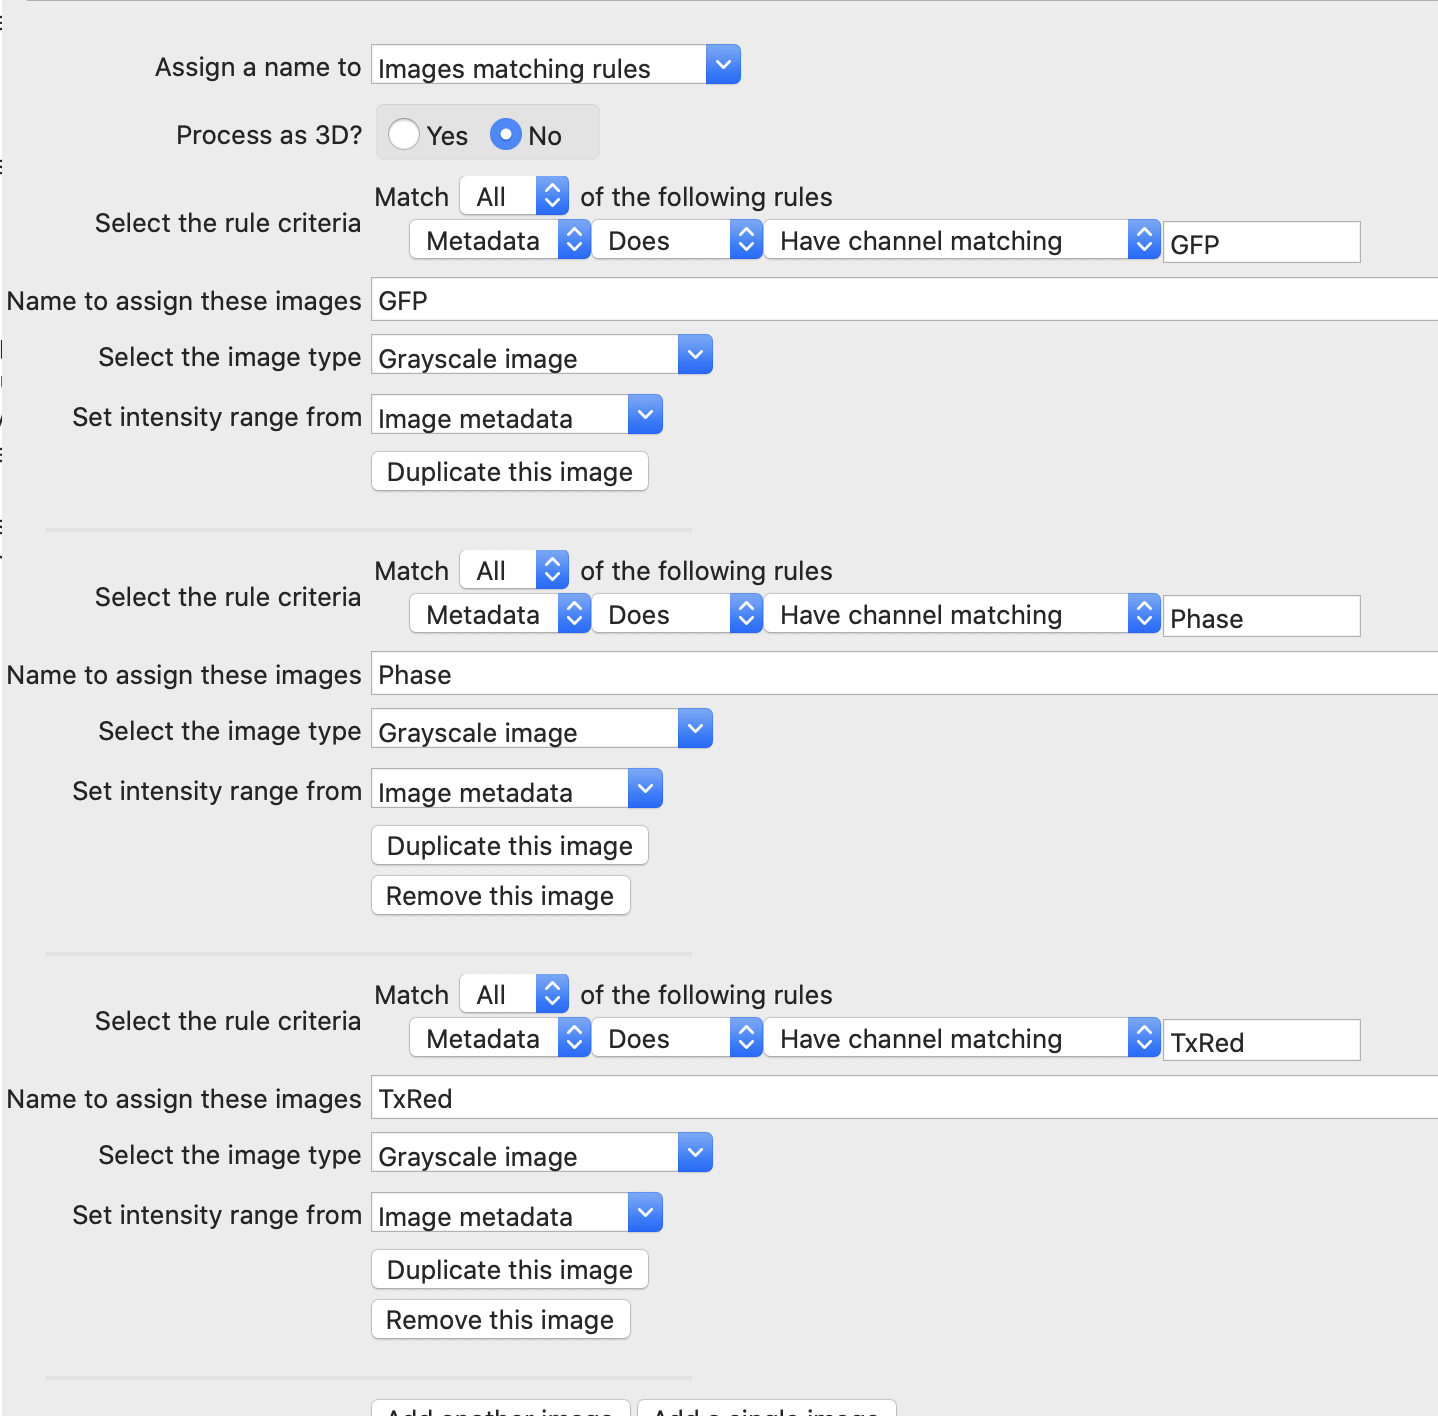 Assign a name to Images matching rules
Process as 3D? Yes No
Match All of the following rules
Select the rule criteria
Metadata Does Have channel matching GFP
Name to assign these images GFP
Select the image type Grayscale image
Set intensity range from Image metadata
Duplicate this image
Match All of the following rules
Select the rule criteria
Metadata Does Have channel matching Phase
Name to assign these images Phase
Select the image type Grayscale image
Set intensity range from Image metadata
Duplicate this image
Remove this image
Match All of the following rules
Select the rule criteria
Metadata Does Have channel matching TxRed
Name to assign these images TxRed
Select the image type Grayscale image
Set intensity range from Image metadata
Duplicate this image
Remove this image
Add another image Add a single image